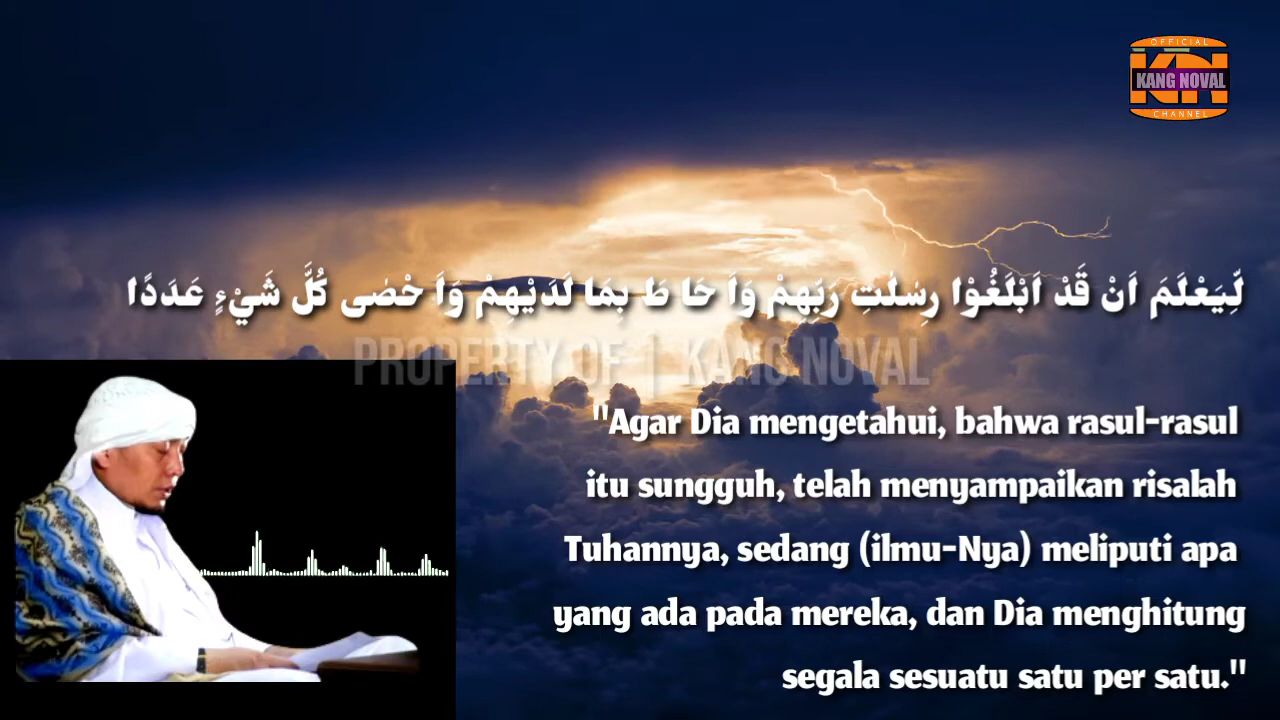 OFFICIAL
KN
KANG NOVAL
CHANNEL
لِّيَعْلَمَ اَنْ قَدْ اَبْلَغُوْا رِسٰلٰتِ رَبِّهِمْ وَاَ حَا طَ بِمَا لَدَيْهِمْ وَاَ حْصٰى كُلَّ شَيْءٍ عَدَدًا
PROPERTY OF | KANG NOVAL
"Agar Dia mengetahui, bahwa rasul-rasul
itu sungguh, telah menyampaikan risalah
Tuhannya, sedang (ilmu-Nya) meliputi apa
yang ada pada mereka, dan Dia menghitung
segala sesuatu satu per satu."